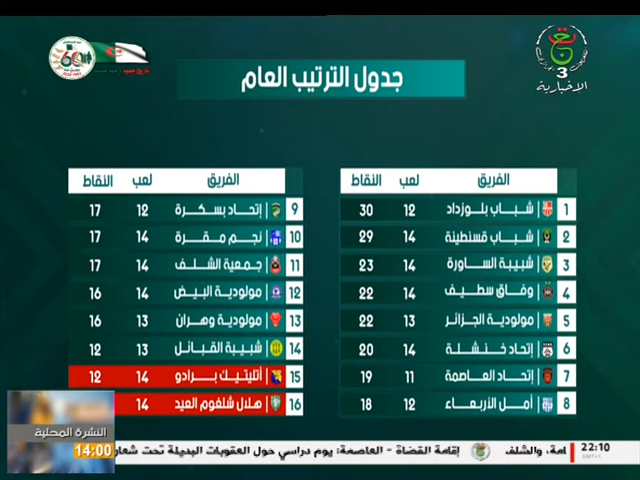 جدول الترتيب العام
3
الإخبارية
60
الفريق لعب النقاط
1 شباب بلوزداد 12 30
2 شباب قسنطينة 14 29
3 شبيبة الساورة 14 23
4 وفاق سطيف 14 22
5 مولودية الجزائر 13 22
6 إتحاد خنشلة 14 20
7 إتحاد العاصمة 11 19
8 أمل الأربعاء 12 18
الفريق لعب النقاط
9 إتحاد بسكرة 12 17
10 نجم مقرة 14 17
11 جمعية الشلف 14 17
12 مولودية البيض 14 16
13 مولودية وهران 13 16
14 شبيبة القبائل 13 12
15 أتليتيك برادو 14 12
16 هلال شلغوم العيد 14
النشرة المحلية
14:00
22:10
GMT+1
والشلف
إقامة القضاة - العاصمة: يوم دراسي حول العقوبات البديلة تحت شعار